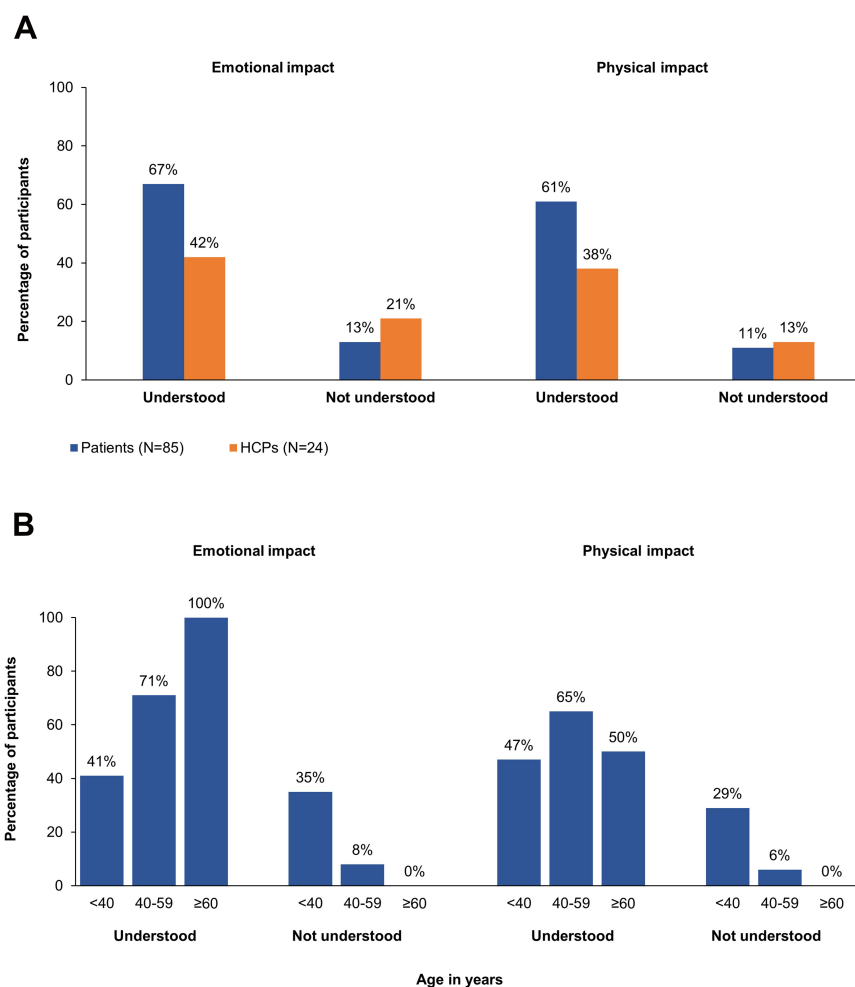 A
Emotional impact Physical impact
Percentage of participants
100
80
60
40
20
0
67%
42%
13%
21%
61%
38%
11%
13%
Understood Not understood Understood Not understood
Patients (N=85) HCPs (N=24)
B
Emotional impact Physical impact
Percentage of participants
100
80
60
40
20
0
41%
71%
100%
35%
8%
0%
47%
65%
50%
29%
6%
0%
<40 40-59 ≥60 <40 40-59 ≥60 <40 40-59 ≥60 <40 40-59 ≥60
Understood Not understood Understood Not understood
Age in years